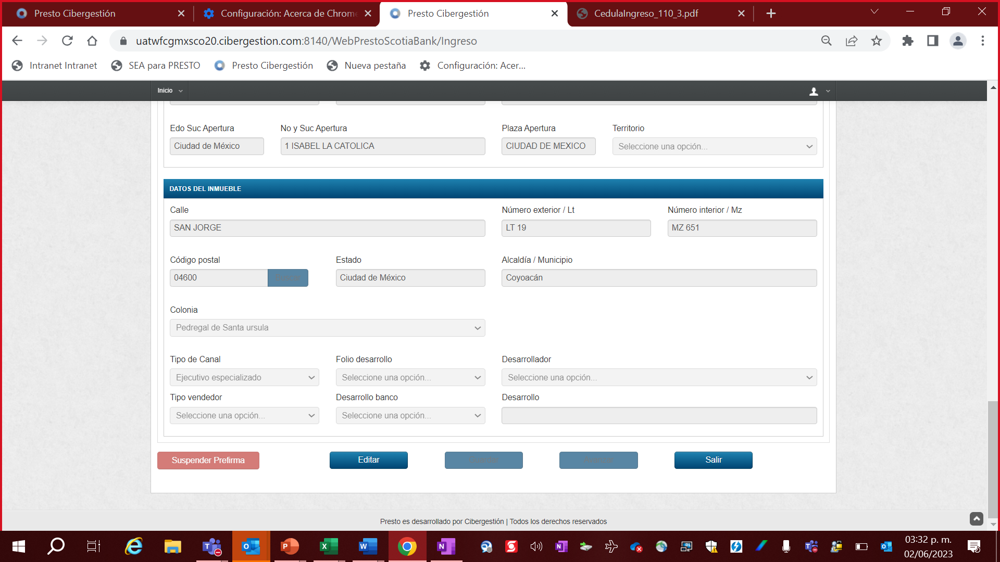 Presto Cibergestión
Configuración: Acerca de Chrome
Presto Cibergestión
CedulaIngreso_110_3.pdf
uatwfcgmxsco20.cibergestion.com:8140/WebPrestoScotiaBank/Ingreso
Intranet Intranet
SEA para PRESTO
Presto Cibergestión
Nueva pestaña
Configuración: Acer...
Inicio
Edo Suc Apertura
No y Suc Apertura
Plaza Apertura
Territorio
Ciudad de México
1 ISABEL LA CATOLICA
CIUDAD DE MEXICO
Seleccione una opción...
DATOS DEL INMUEBLE
Calle
Número exterior / Lt
Número interior / Mz
SAN JORGE
LT 19
MZ 651
Código postal
Estado
Alcaldía / Municipio
04600
Ciudad de México
Coyoacán
Colonia
Pedregal de Santa ursula
Tipo de Canal
Folio desarrollo
Desarrollador
Ejecutivo especializado
Seleccione una opción...
Seleccione una opción...
Tipo vendedor
Desarrollo banco
Desarrollo
Seleccione una opción...
Seleccione una opción...
Suspender Prefirma
Editar
Salir
Presto es desarrollado por Cibergestión | Todos los derechos reservados
03:32 p. m.
02/06/2023